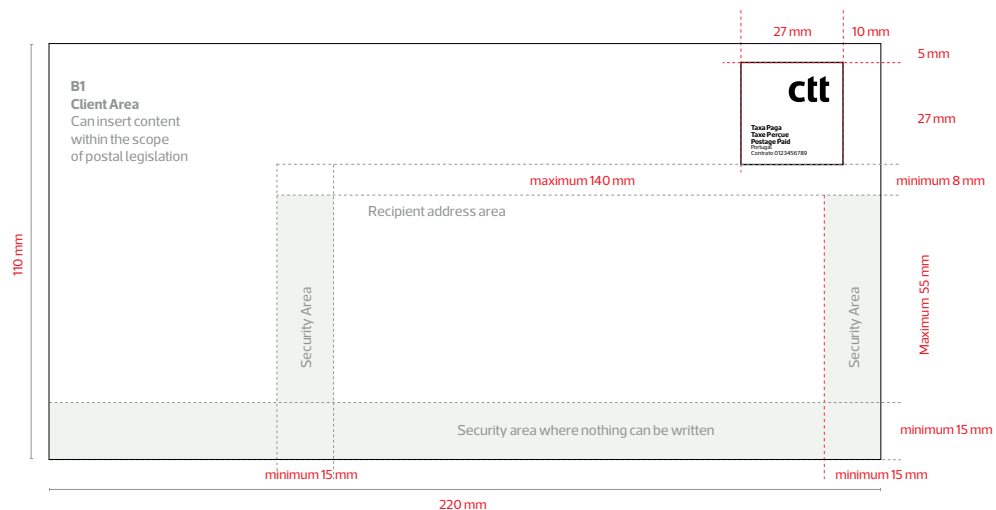 27 mm
10 mm
5 mm
B1
Client Area
Can insert content
within the scope
of postal legislation
ctt
27 mm
Taxa Paga
Taxe Perçue
Postage Paid
Portugal
Contrato 0123456789
maximum 140 mm
minimum 8 mm
Recipient address area
110 mm
Security Area
Security Area
Maximum 55 mm
Security area where nothing can be written
minimum 15 mm
minimum 15 mm
minimum 15 mm
220 mm